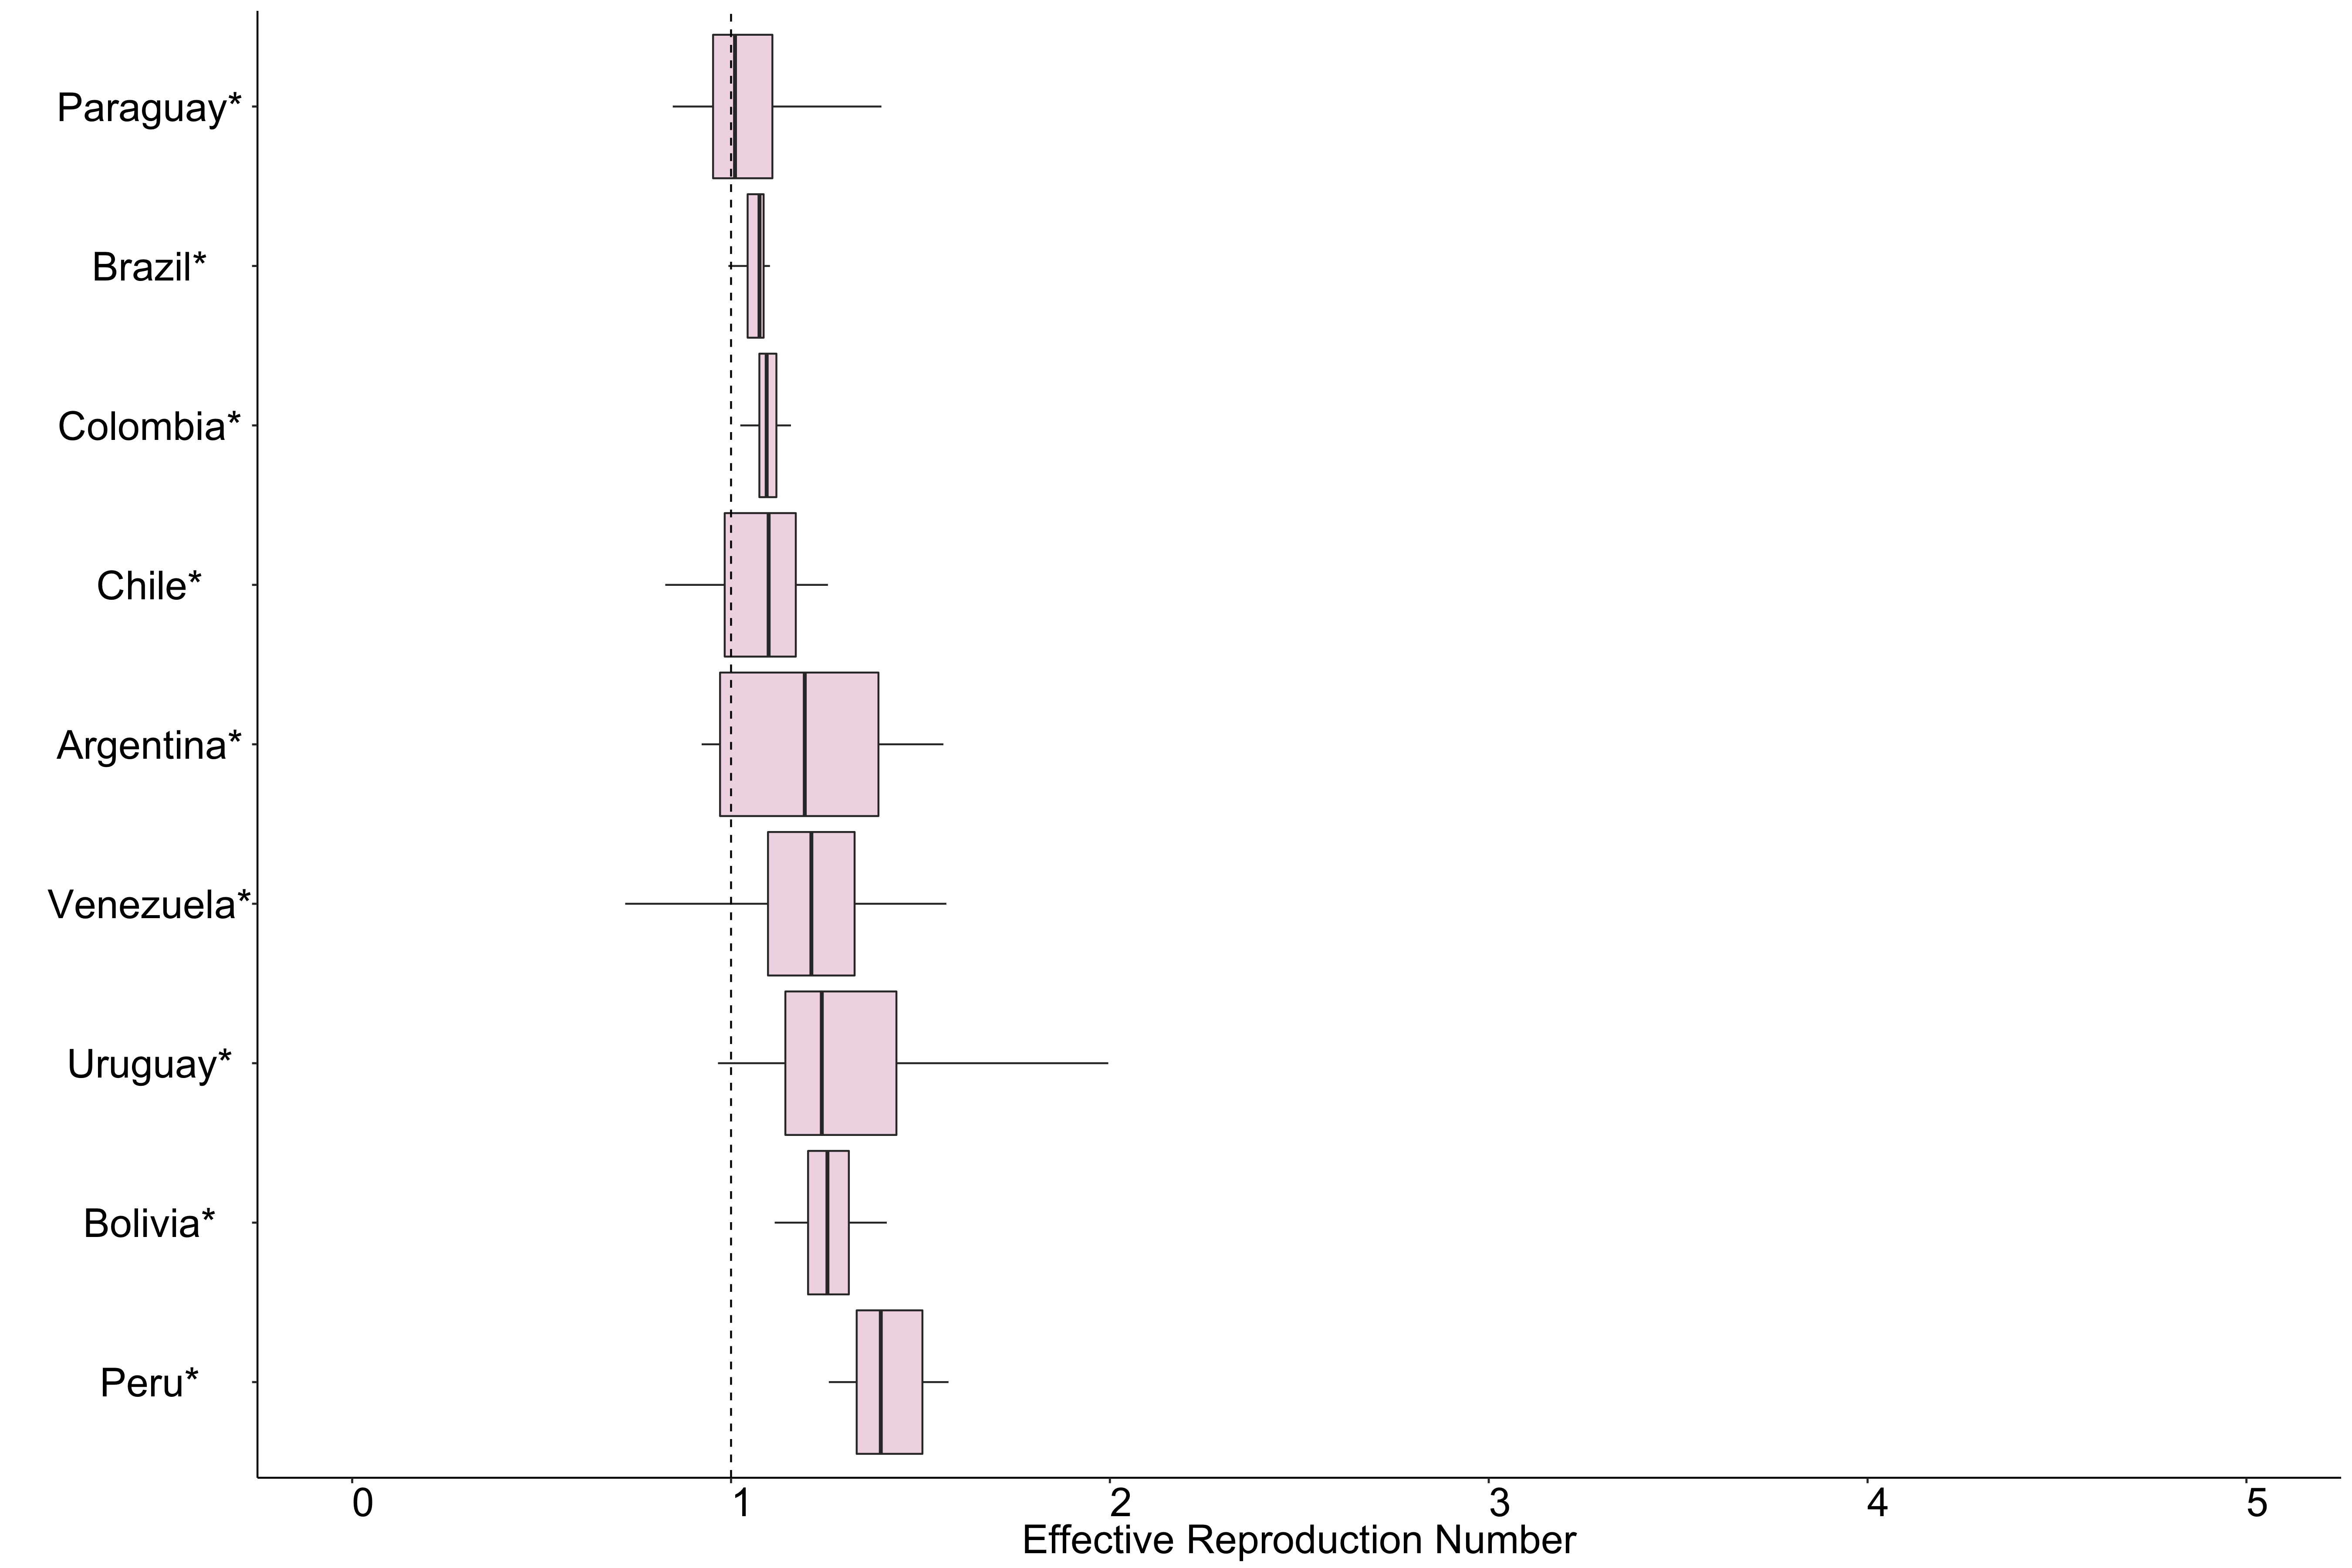 Paraguay*
Brazil*
Colombia*
Chile*
Argentina*
Venezuela*
Uruguay*
Bolivia*
Peru*
0 1 2 3 4 5
Effective Reproduction Number